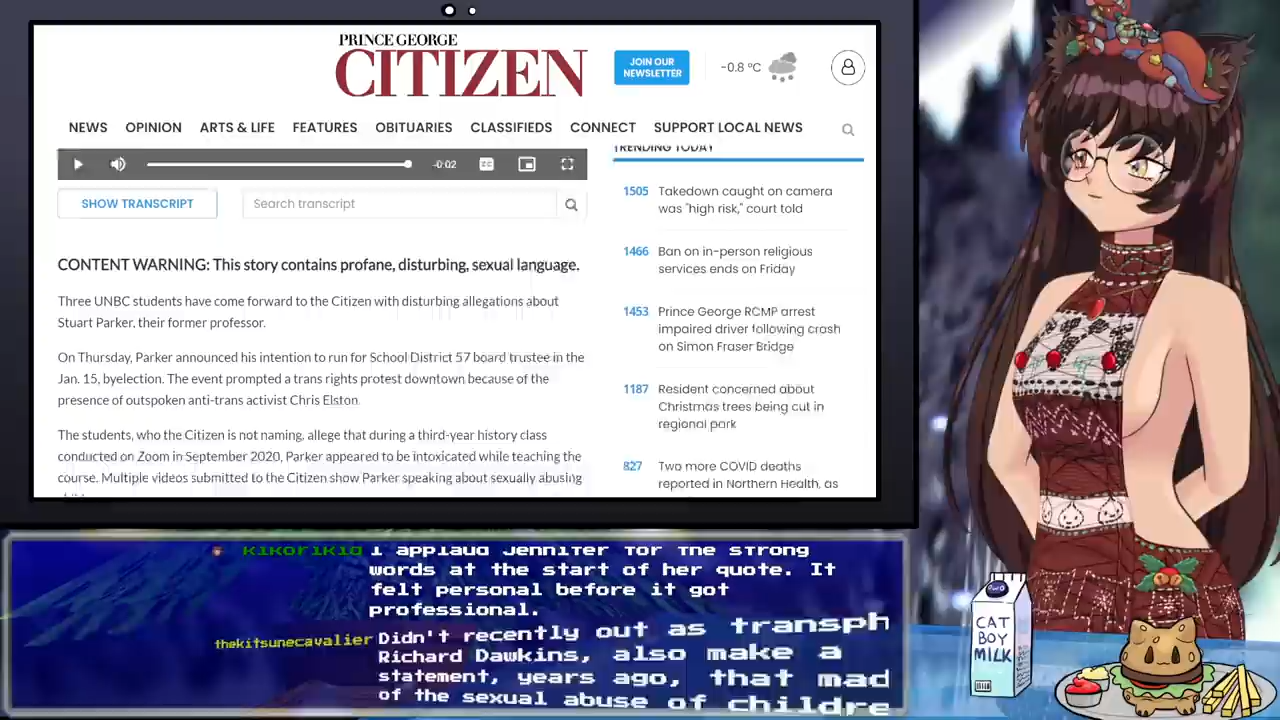 PRINCE GEORGE
CITIZEN
JOIN OUR
NEWSLETTER
-0.8 °C
NEWS OPINION ARTS & LIFE FEATURES OBITUARIES CLASSIFIEDS CONNECT SUPPORT LOCAL NEWS
-0:02
CC
SHOW TRANSCRIPT
Search transcript
CONTENT WARNING: This story contains profane, disturbing, sexual language.
Three UNBC students have come forward to the Citizen with disturbing allegations about
Stuart Parker, their former professor.
On Thursday, Parker announced his intention to run for School District 57 board trustee in the
Jan. 15, byelection. The event prompted a trans rights protest downtown because of the
presence of outspoken anti-trans activist Chris Elston.
The students, who the Citizen is not naming, allege that during a third-year history class
conducted on Zoom in September 2020, Parker appeared to be intoxicated while teaching the
course. Multiple videos submitted to the Citizen show Parker speaking about sexually abusing
TRENDING TODAY
1505 Takedown caught on camera
was "high risk," court told
1466 Ban on in-person religious
services ends on Friday
1453 Prince George RCMP arrest
impaired driver following crash
on Simon Fraser Bridge
1187 Resident concerned about
Christmas trees being cut in
regional park
827 Two more COVID deaths
reported in Northern Health, as
kikorikid I applaud Jennifer for the strong
words at the start of her quote. It
felt personal before it got
professional.
thekitsunecavalier Didn't recently out as transph
Richard Dawkins, also make a
statement, years ago, that mad
of the sexual abuse of childre
CAT
BOY
MILK